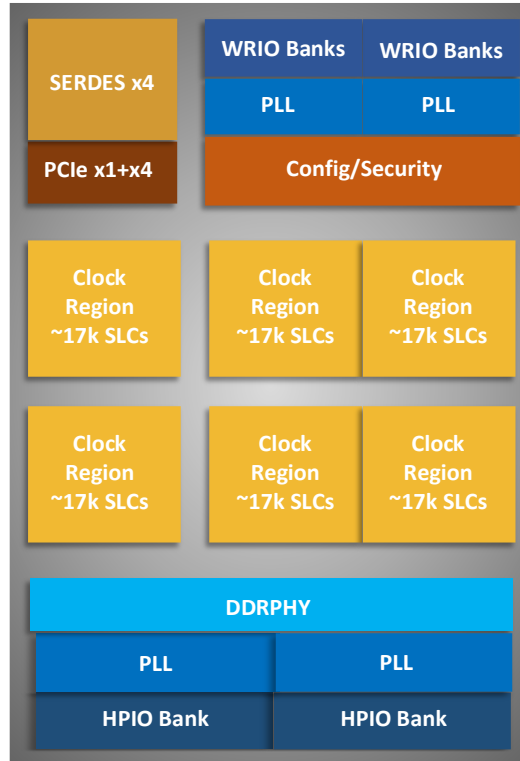 SERDES x4
WRIO Banks
WRIO Banks
PLL
PLL
PCIe x1+x4
Config/Security
Clock
Region
~17k SLCs
Clock
Region
~17k SLCs
Clock
Region
~17k SLCs
Clock
Region
~17k SLCs
Clock
Region
~17k SLCs
Clock
Region
~17k SLCs
DDRPHY
PLL
PLL
HPIO Bank
HPIO Bank